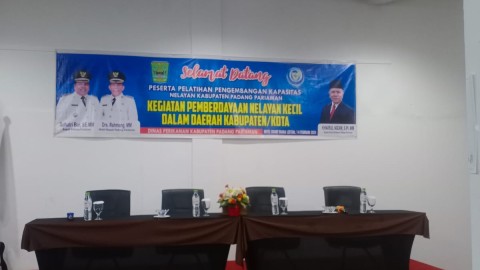 Selamat Datang
PESERTA PELATIHAN PENGEMBANGAN KAPASITAS
NELAYAN KABUPATEN PADANG PARIAMAN
KEGIATAN PEMBERDAYAAN NELAYAN KECIL
DALAM DAERAH KABUPATEN/KOTA
DINAS PERIKANAN KABUPATEN PADANG PARIAMAN